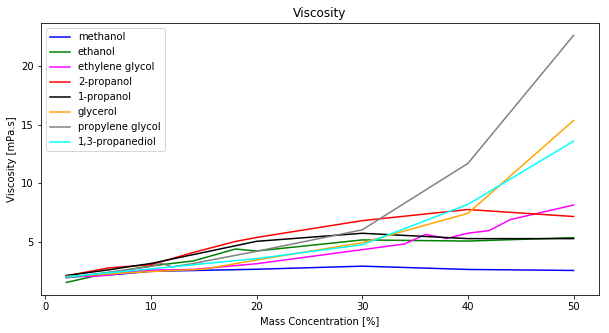 Viscosity
methanol
ethanol
ethylene glycol
2-propanol
1-propanol
glycerol
propylene glycol
1,3-propanediol
Viscosity [mPa.s]
20
15
10
5
0
10
20
30
40
50
Mass Concentration [%]